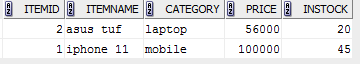 ITEMID ITEMNAME CATEGORY PRICE INSTOCK
2 asus tuf laptop 56000 20
1 iphone 11 mobile 100000 45